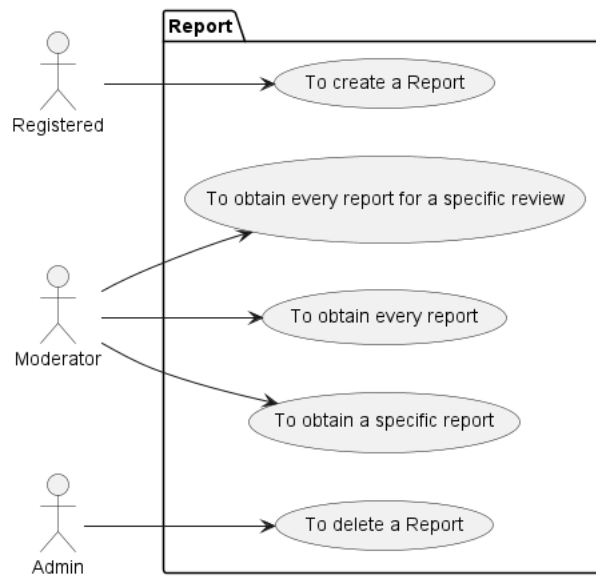 Report
To create a Report
Registered
To obtain every report for a specific review
To obtain every report
Moderator
To obtain a specific report
To delete a Report
Admin